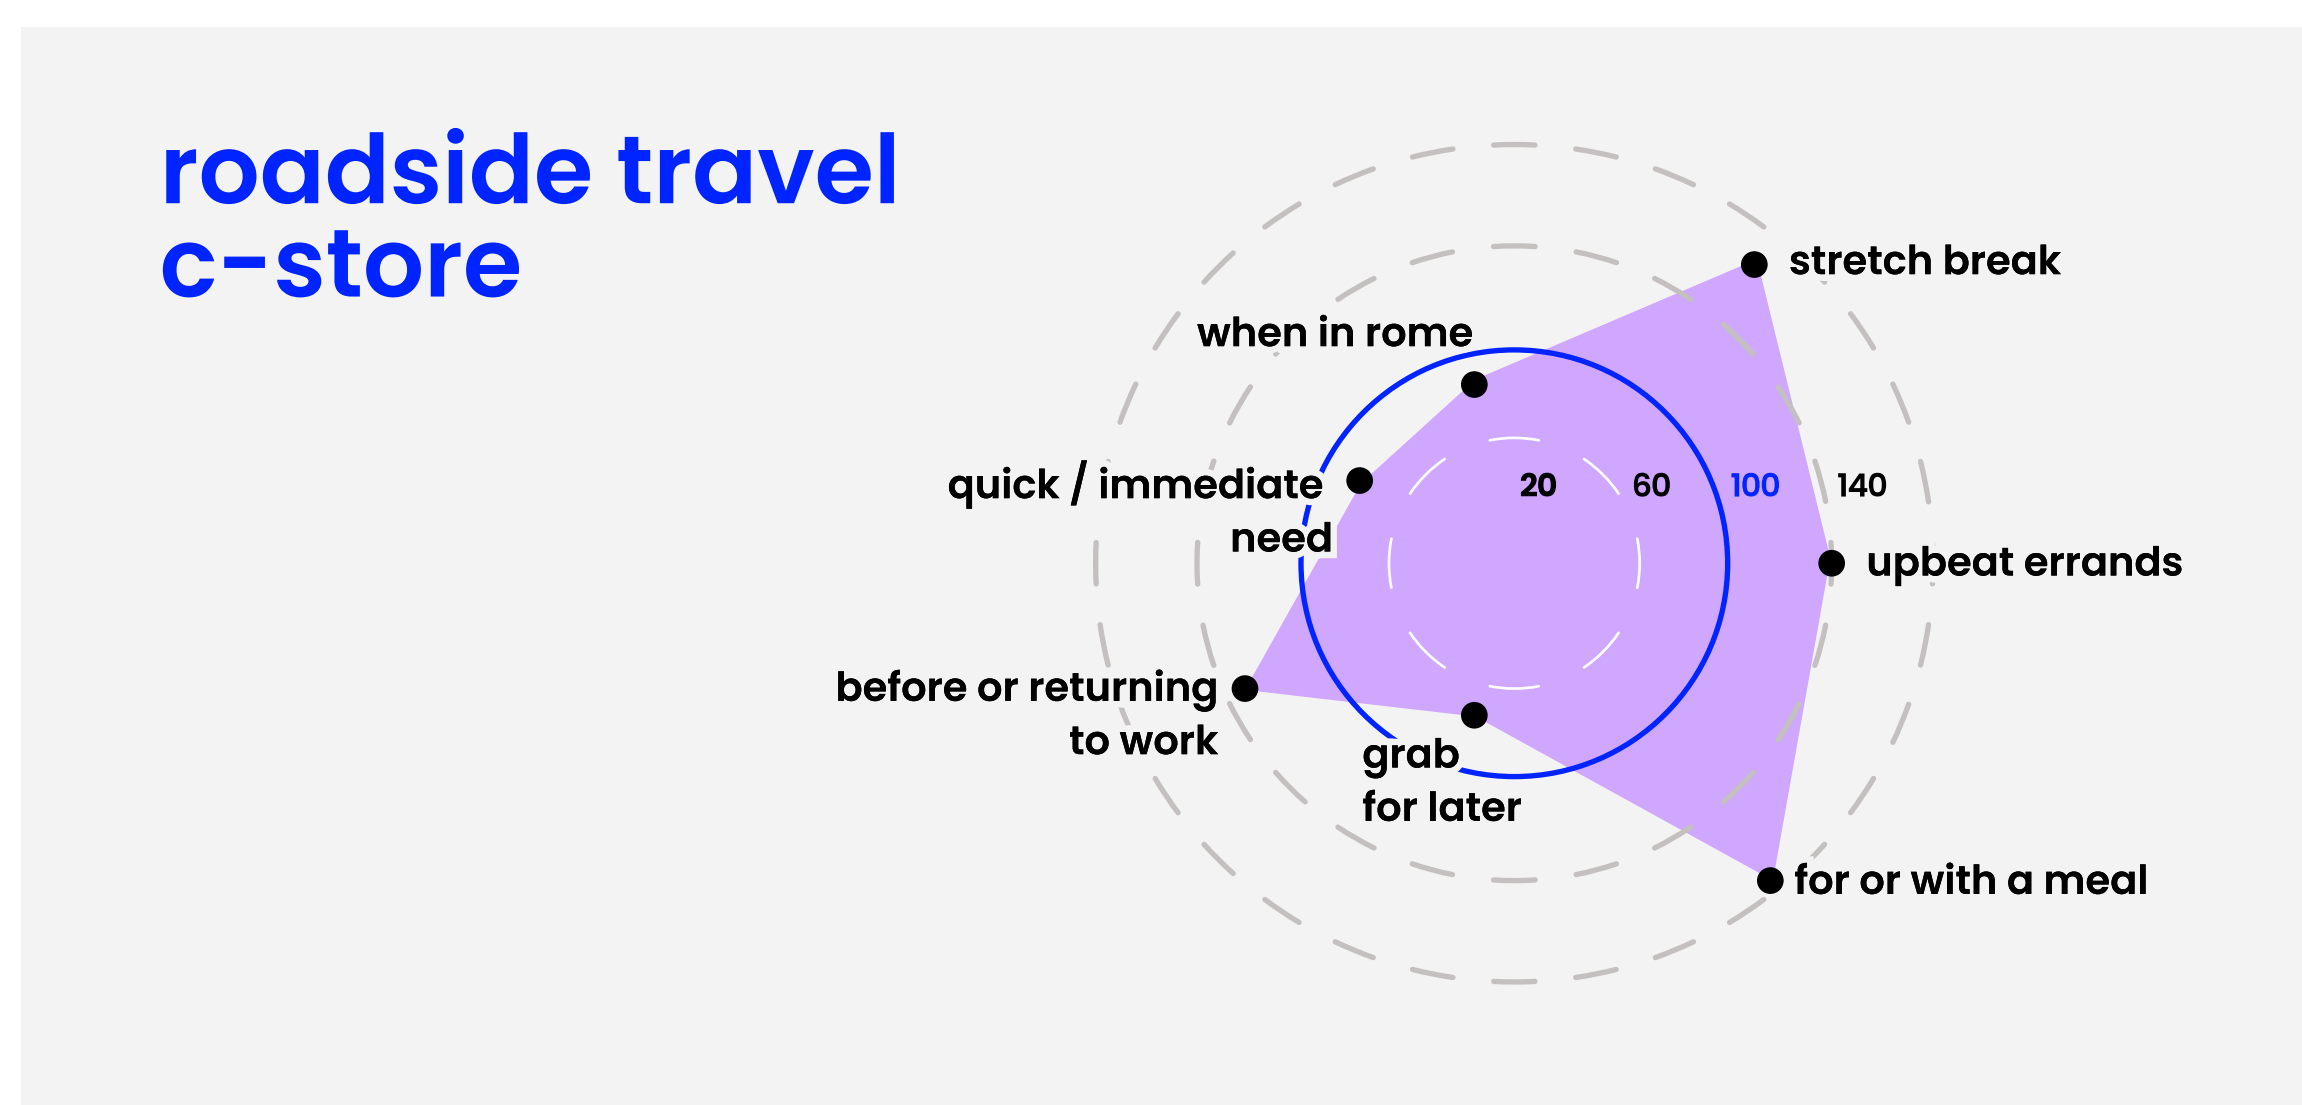 roadside travel
c-store
stretch break
when in rome
quick / immediate
need
20 60 100 140
upbeat errands
before or returning
to work
grab
for later
for or with a meal